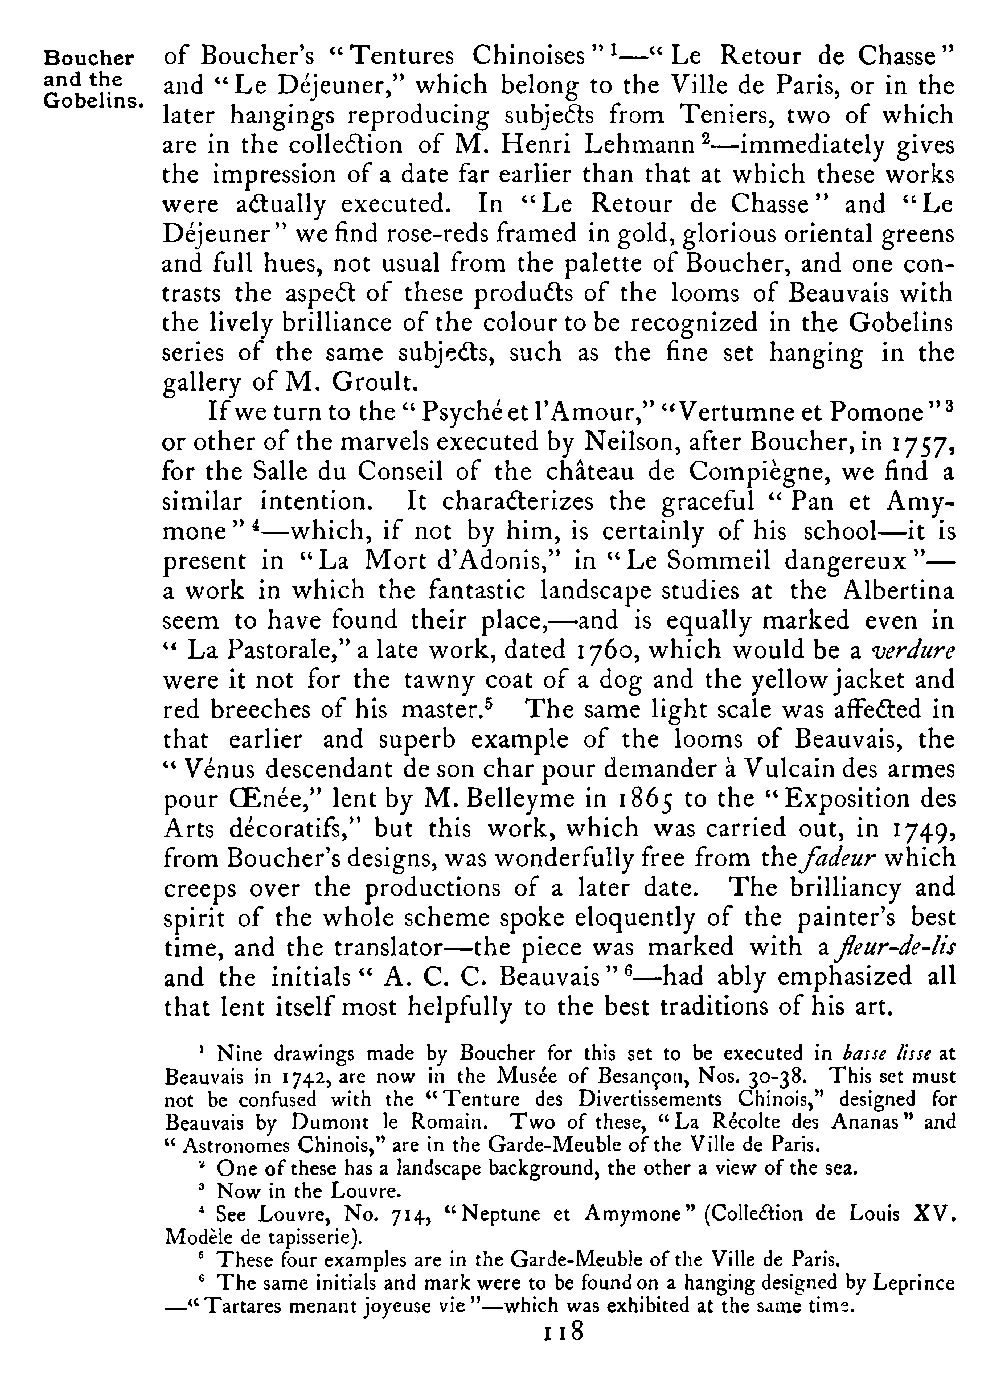 Boucher
and the
Gobelins.
of Boucher's “Tentures Chinoises” ¹—“Le Retour de Chasse”
and “Le Déjeuner,” which belong to the Ville de Paris, or in the
later hangings reproducing subjects from Teniers, two of which
are in the collection of M. Henri Lehmann ²—immediately gives
the impression of a date far earlier than that at which these works
were actually executed. In “Le Retour de Chasse” and “Le
Déjeuner” we find rose-reds framed in gold, glorious oriental greens
and full hues, not usual from the palette of Boucher, and one con-
trasts the aspect of these products of the looms of Beauvais with
the lively brilliance of the colour to be recognized in the Gobelins
series of the same subjects, such as the fine set hanging in the
gallery of M. Groult.
If we turn to the “Psyché et l'Amour,” “Vertumne et Pomone” ³
or other of the marvels executed by Neilson, after Boucher, in 1757,
for the Salle du Conseil of the château de Compiègne, we find a
similar intention. It characterizes the graceful “Pan et Amy-
mone” ⁴—which, if not by him, is certainly of his school—it is
present in “La Mort d'Adonis,” in “Le Sommeil dangereux”—
a work in which the fantastic landscape studies at the Albertina
seem to have found their place,—and is equally marked even in
“La Pastorale,” a late work, dated 1760, which would be a verdure
were it not for the tawny coat of a dog and the yellow jacket and
red breeches of his master.⁵ The same light scale was affected in
that earlier and superb example of the looms of Beauvais, the
“Vénus descendant de son char pour demander à Vulcain des armes
pour Œnée,” lent by M. Belleyme in 1865 to the “Exposition des
Arts décoratifs,” but this work, which was carried out, in 1749,
from Boucher's designs, was wonderfully free from the fadeur which
creeps over the productions of a later date. The brilliancy and
spirit of the whole scheme spoke eloquently of the painter's best
time, and the translator—the piece was marked with a fleur-de-lis
and the initials “A. C. C. Beauvais” ⁶—had ably emphasized all
that lent itself most helpfully to the best traditions of his art.
¹ Nine drawings made by Boucher for this set to be executed in basse lisse at
Beauvais in 1742, are now in the Musée of Besançon, Nos. 30-38. This set must
not be confused with the “Tenture des Divertissements Chinois,” designed for
Beauvais by Dumont le Romain. Two of these, “La Récolte des Ananas” and
“Astronomes Chinois,” are in the Garde-Meuble of the Ville de Paris.
² One of these has a landscape background, the other a view of the sea.
³ Now in the Louvre.
⁴ See Louvre, No. 714, “Neptune et Amymone” (Collection de Louis XV.
Modèle de tapisserie).
⁵ These four examples are in the Garde-Meuble of the Ville de Paris.
⁶ The same initials and mark were to be found on a hanging designed by Leprince
—“Tartares menant joyeuse vie”—which was exhibited at the same time.
118